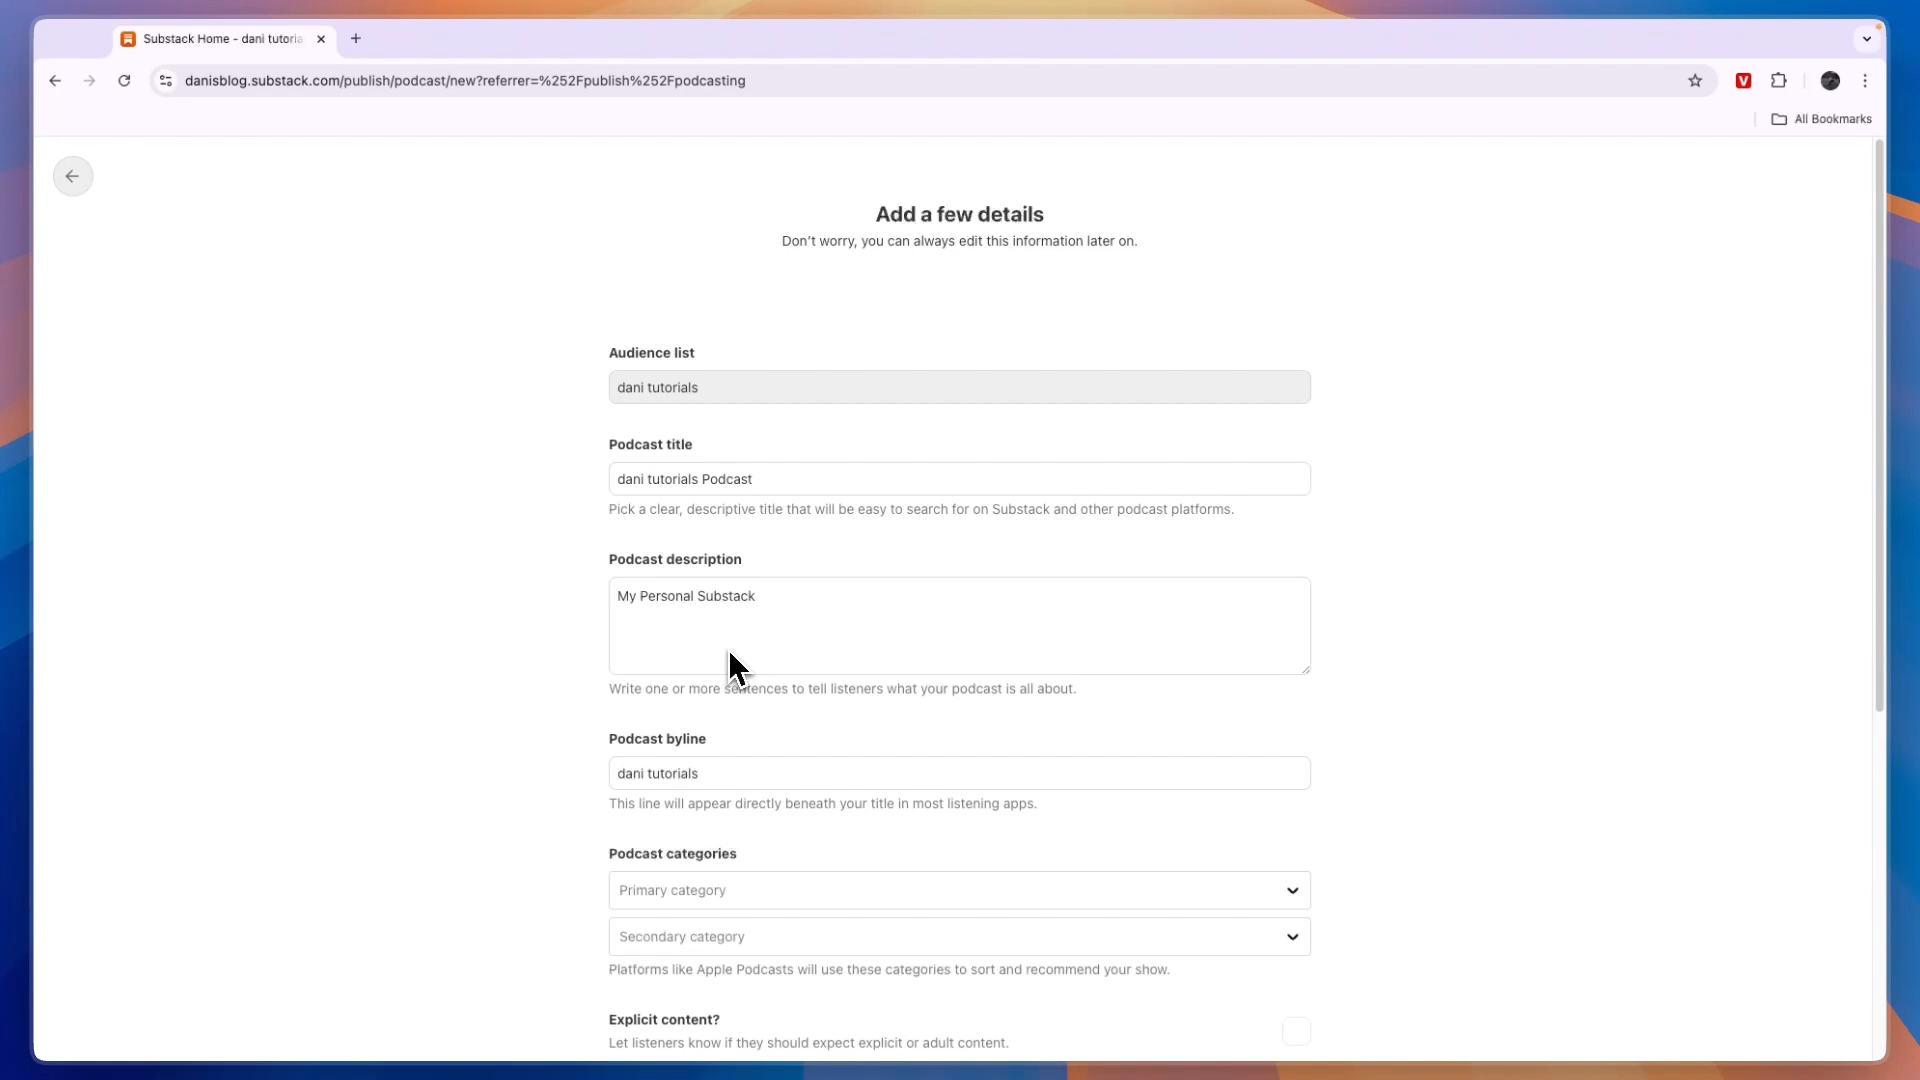 Substack Home - dani tutoria
danisblog.substack.com/publish/podcast/new?referrer=%252Fpublish%252Fpodcasting
V
All Bookmarks
Add a few details
Don't worry, you can always edit this information later on.
Audience list
dani tutorials
Podcast title
dani tutorials Podcast
Pick a clear, descriptive title that will be easy to search for on Substack and other podcast platforms.
Podcast description
My Personal Substack
Write one or more sentences to tell listeners what your podcast is all about.
Podcast byline
dani tutorials
This line will appear directly beneath your title in most listening apps.
Podcast categories
Primary category
Secondary category
Platforms like Apple Podcasts will use these categories to sort and recommend your show.
Explicit content?
Let listeners know if they should expect explicit or adult content.